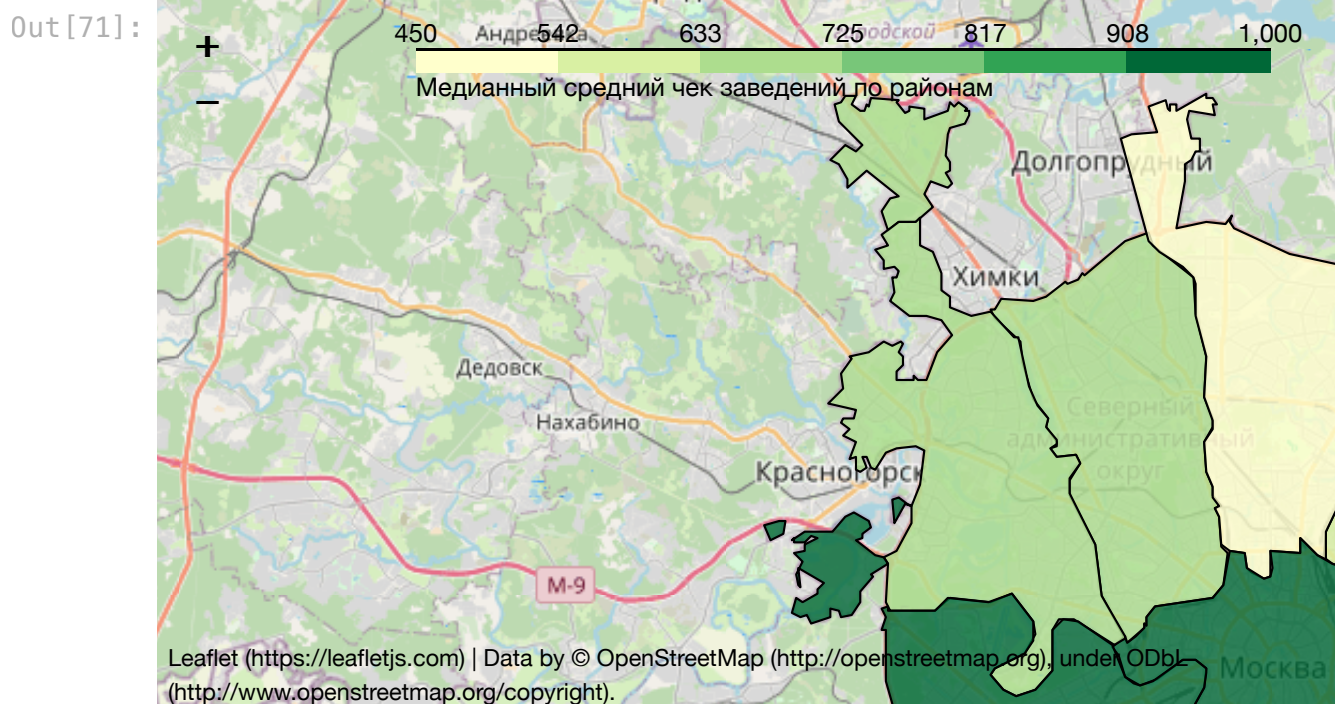 Out[71]:
+
−
450 542 633 725 817 908 1,000
Медианный средний чек заведений по районам
Долгопрудный
Химки
Дедовск
Северный
административный
округ
Нахабино
Красногорск
М-9
Москва
Leaflet (https://leafletjs.com) | Data by © OpenStreetMap (http://openstreetmap.org), under ODbL
(http://www.openstreetmap.org/copyright).